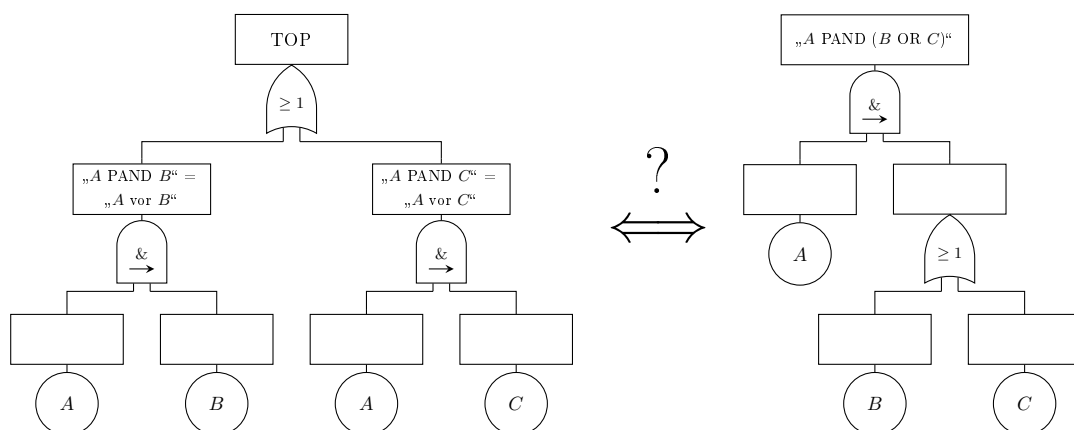 TOP
≥ 1
„A PAND B“ =
„A vor B“
&
A
B
„A PAND C“ =
„A vor C“
&
A
C
?
⟺
„A PAND (B OR C)“
&
A
≥ 1
B
C